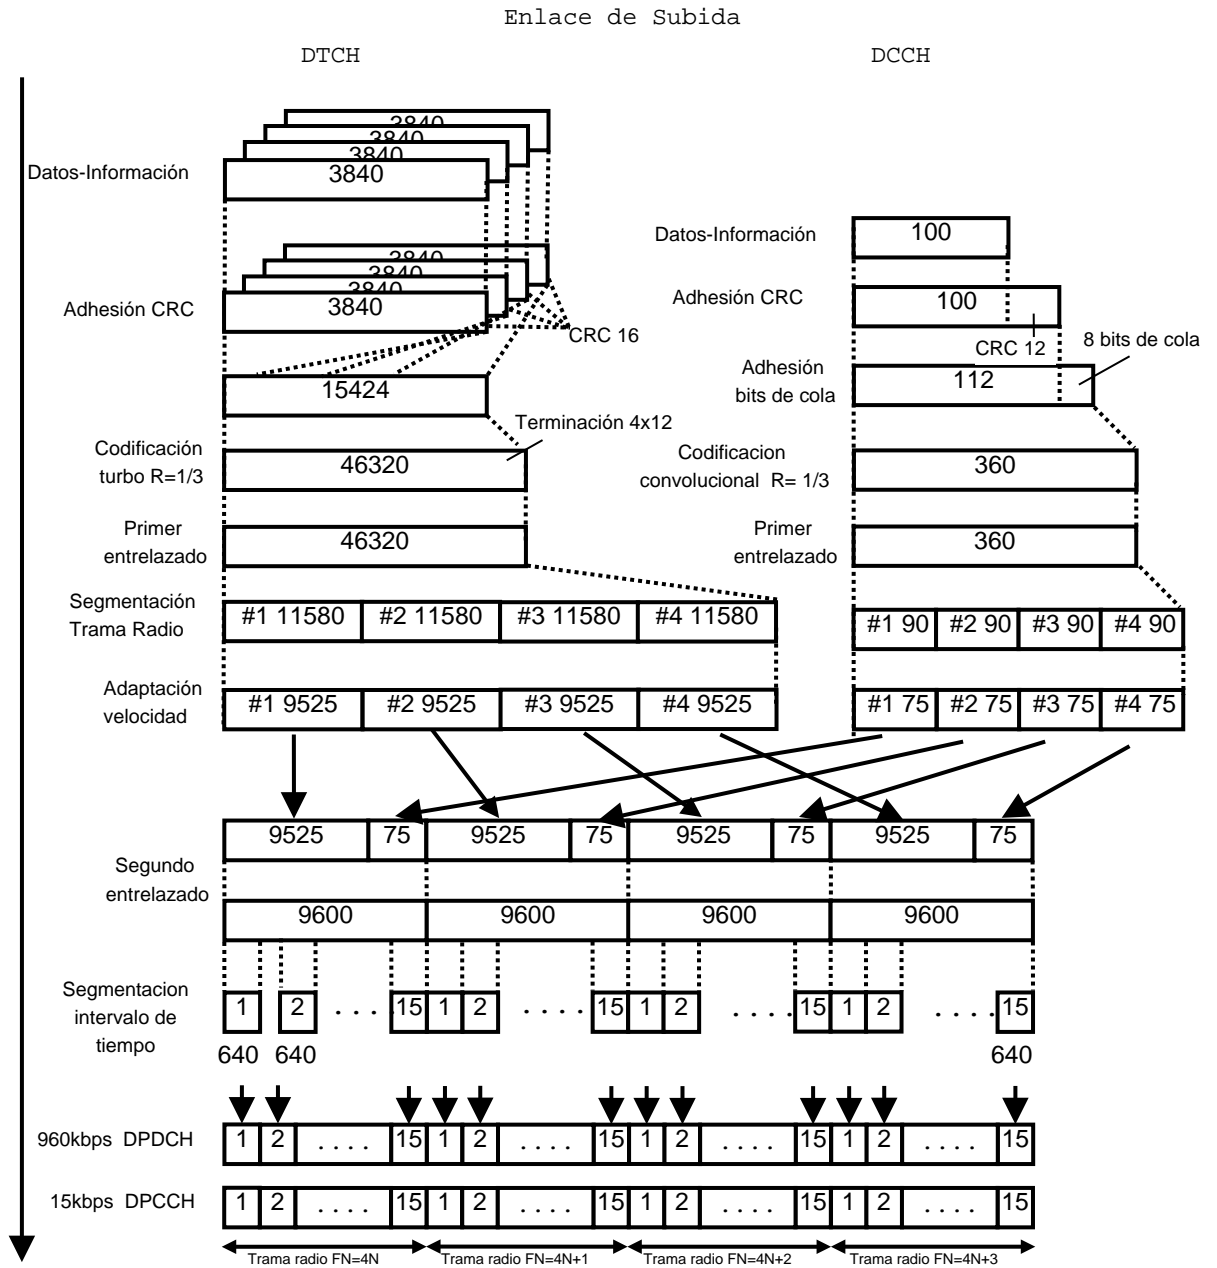 Enlace de Subida
DTCH DCCH
3840
3840
3840
Datos-Información 3840
Datos-Información 100
3840
3840
3840
Adhesión CRC 3840
CRC 16
Adhesión CRC 100
CRC 12
8 bits de cola
15424
Adhesión
bits de cola
112
Terminación 4x12
Codificación
turbo R=1/3
46320
Codificacion
convolucional R= 1/3
360
Primer
entrelazado
46320
Primer
entrelazado
360
Segmentación
Trama Radio
#1 11580 #2 11580 #3 11580 #4 11580
#1 90 #2 90 #3 90 #4 90
Adaptación
velocidad
#1 9525 #2 9525 #3 9525 #4 9525
#1 75 #2 75 #3 75 #4 75
9525 75 9525 75 9525 75 9525 75
Segundo
entrelazado
9600 9600 9600 9600
Segmentacion
intervalo de
tiempo
1 2 . . . . 15 1 2 . . . . 15 1 2 . . . . 15 1 2 . . . . 15
640 640 640
960kbps DPDCH 1 2 . . . . 15 1 2 . . . . 15 1 2 . . . . 15 1 2 . . . . 15
15kbps DPCCH 1 2 . . . . 15 1 2 . . . . 15 1 2 . . . . 15 1 2 . . . . 15
Trama radio FN=4N Trama radio FN=4N+1 Trama radio FN=4N+2 Trama radio FN=4N+3